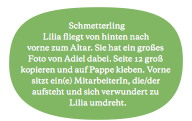 Schmetterling
Lilia fliegt von hinten nach
vorne zum Altar. Sie hat ein großes
Foto von Adiel dabei. Seite 12 groß
kopieren und auf Pappe kleben. Vorne
sitzt ein(e) MitarbeiterIn, die/der
aufsteht und sich verwundert zu
Lilia umdreht.